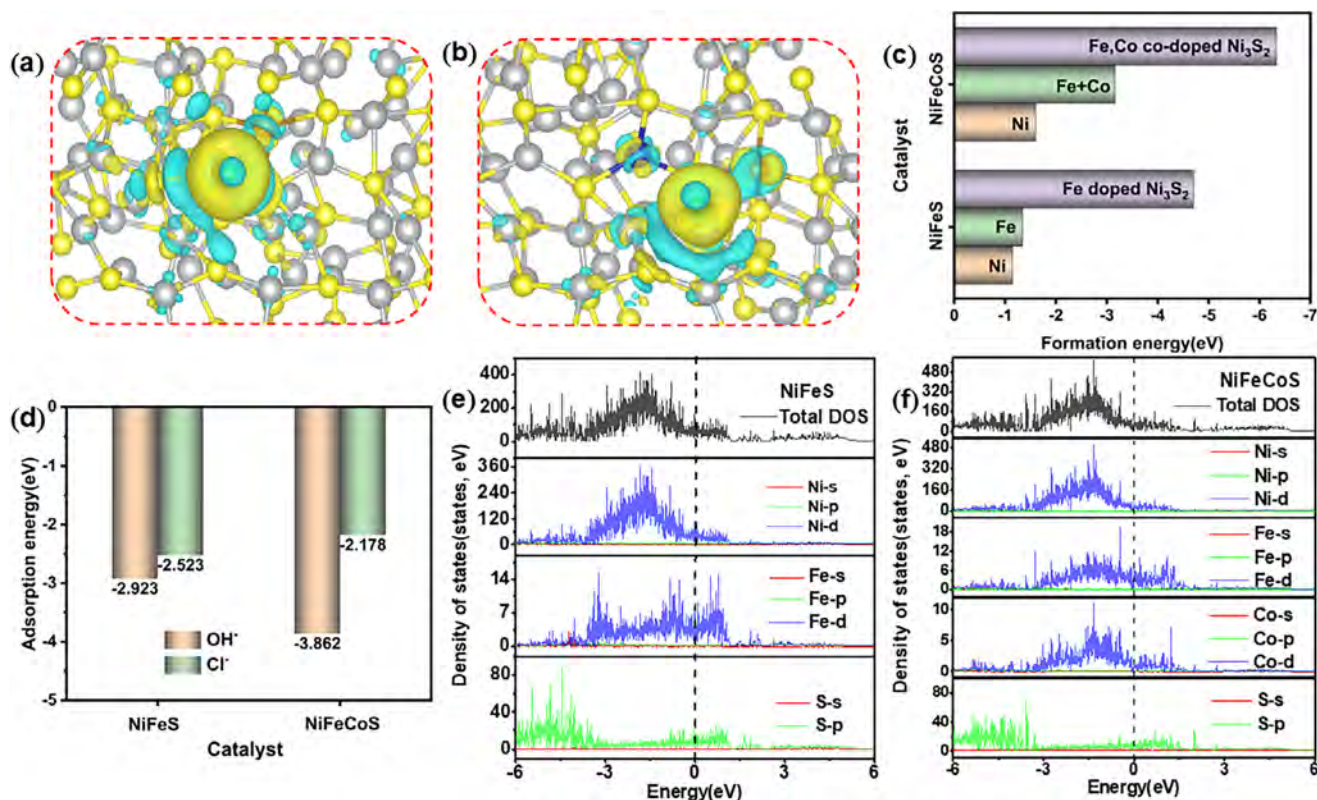 (a)
(b)
(c)
Catalyst
NiFeCoS
NiFeS
Fe,Co co-doped Ni₃S₂
Fe+Co
Ni
Fe doped Ni₃S₂
Fe
Ni
0 -1 -2 -3 -4 -5 -6 -7
Formation energy(eV)
(d)
Adsorption energy(eV)
0
-1
-2
-3
-4
-5
-2.923
-2.523
-3.862
-2.178
OH*
Cl*
NiFeS NiFeCoS
Catalyst
(e)
Density of states(states, eV)
400
200
0
NiFeS
Total DOS
360
240
120
0
Ni-s
Ni-p
Ni-d
14
7
0
Fe-s
Fe-p
Fe-d
80
40
0
S-s
S-p
-6 -3 0 3 6
Energy(eV)
(f)
Density of states(states, eV)
480
320
160
0
NiFeCoS
Total DOS
480
320
160
0
Ni-s
Ni-p
Ni-d
18
12
6
0
Fe-s
Fe-p
Fe-d
10
5
0
Co-s
Co-p
Co-d
80
40
0
S-s
S-p
-6 -3 0 3 6
Energy(eV)